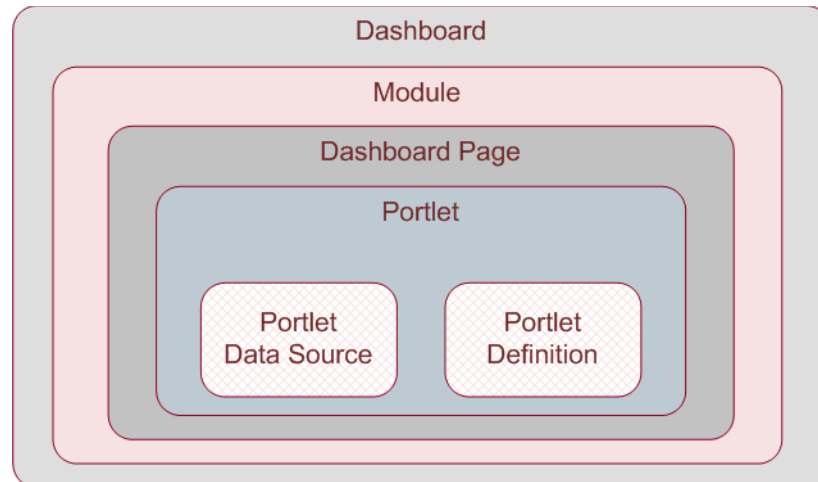 Dashboard
Module
Dashboard Page
Portlet
Portlet
Data Source
Portlet
Definition